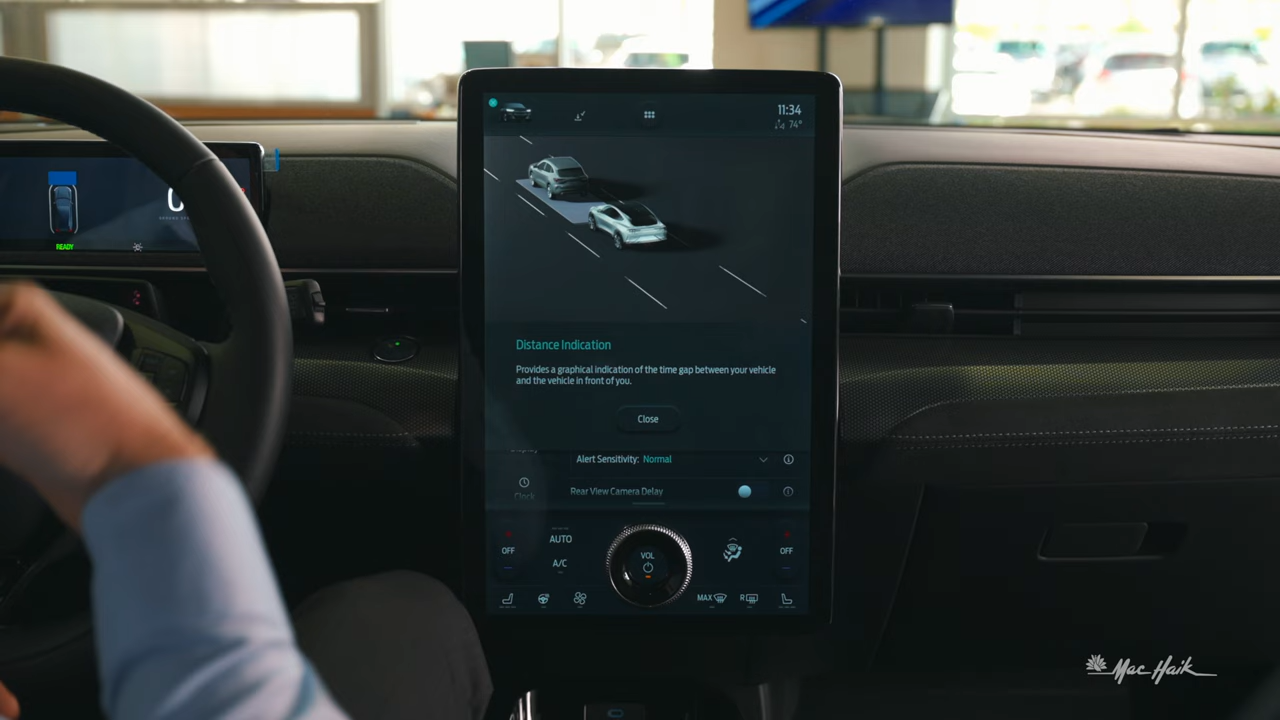 11:34
74°
0
READY
Distance Indication
Provides a graphical indication of the time gap between your vehicle
and the vehicle in front of you.
Close
Alert Sensitivity: Normal
Clock
Rear View Camera Delay
OFF
AUTO
A/C
VOL
OFF
MAX
R
Mac Haik